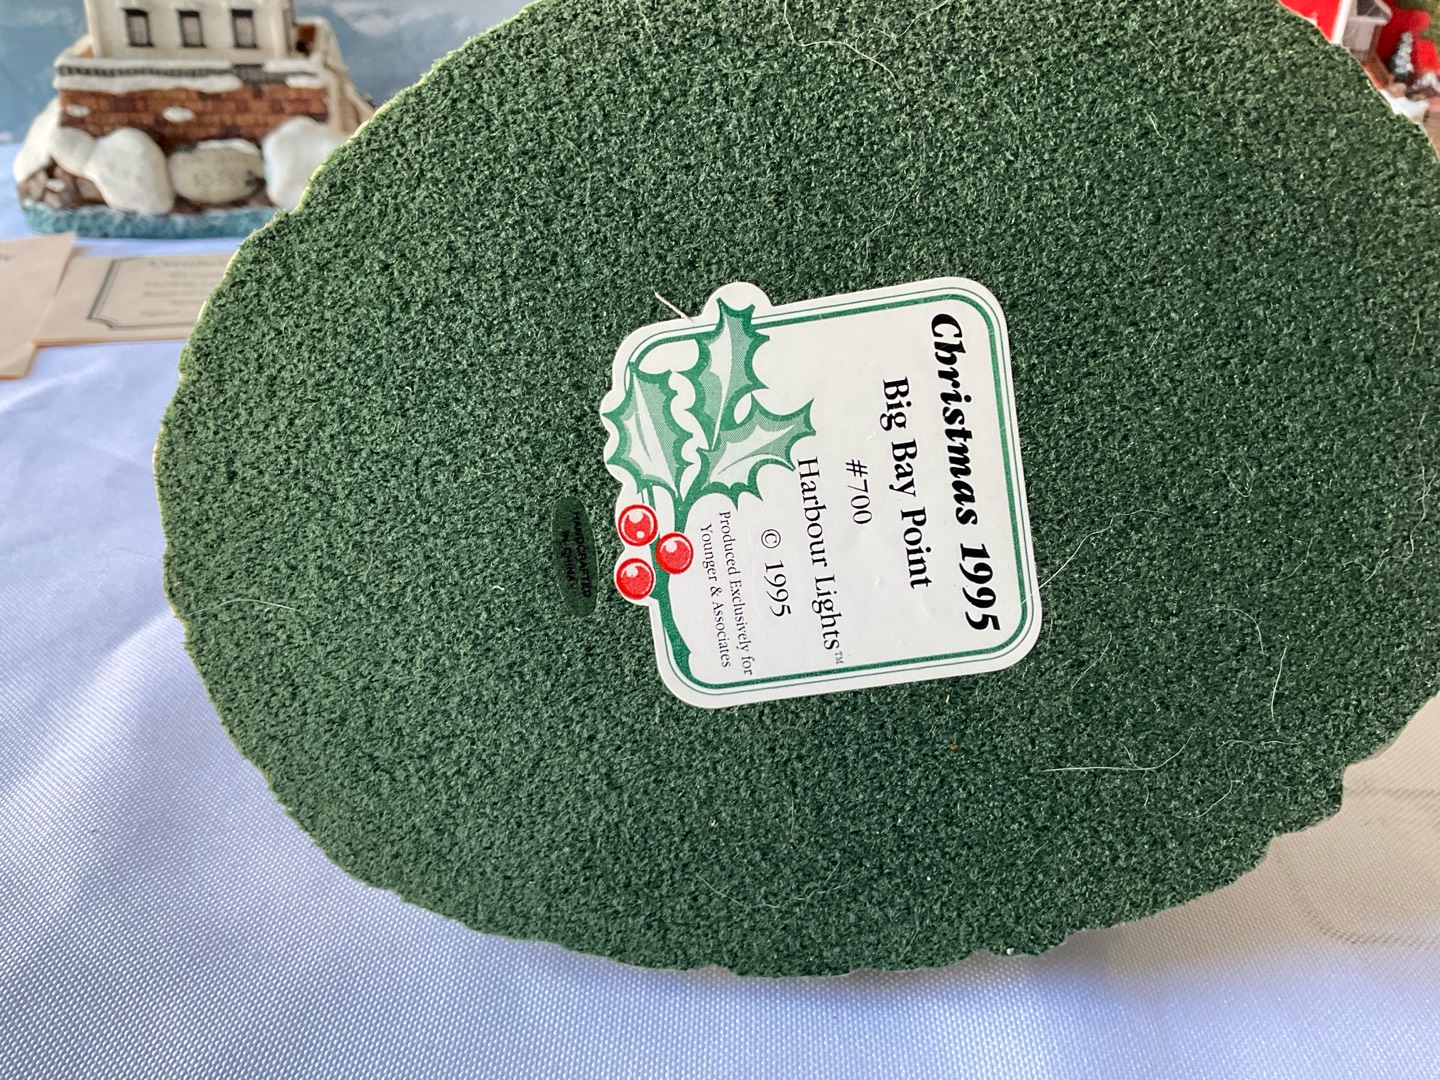 Christmas 1995
Big Bay Point
#700
Harbour Lights™
© 1995
Produced Exclusively for
Younger & Associates
HANDCRAFTED
IN CHINA